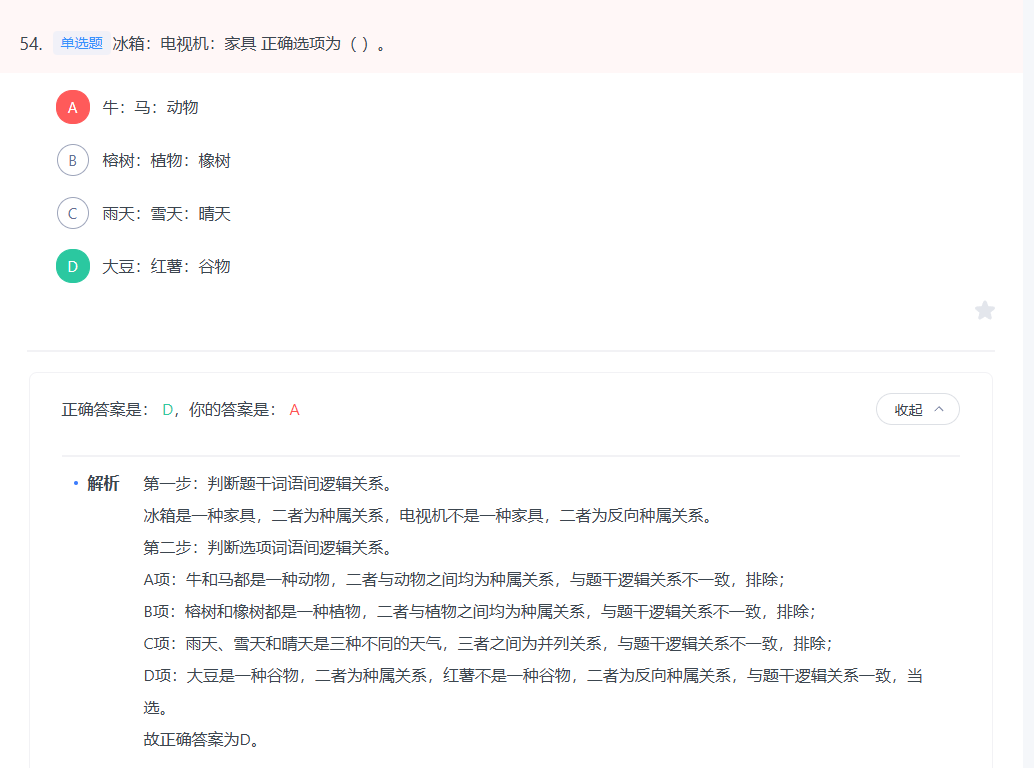 54. 单选题 冰箱：电视机：家具 正确选项为（ ）。
A 牛：马：动物
B 榕树：植物：橡树
C 雨天：雪天：晴天
D 大豆：红薯：谷物
正确答案是： D，你的答案是： A
收起
解析 第一步：判断题干词语间逻辑关系。
冰箱是一种家具，二者为种属关系，电视机不是一种家具，二者为反向种属关系。
第二步：判断选项词语间逻辑关系。
A项：牛和马都是一种动物，二者与动物之间均为种属关系，与题干逻辑关系不一致，排除；
B项：榕树和橡树都是一种植物，二者与植物之间均为种属关系，与题干逻辑关系不一致，排除；
C项：雨天、雪天和晴天是三种不同的天气，三者之间为并列关系，与题干逻辑关系不一致，排除；
D项：大豆是一种谷物，二者为种属关系，红薯不是一种谷物，二者为反向种属关系，与题干逻辑关系一致，当
选。
故正确答案为D。